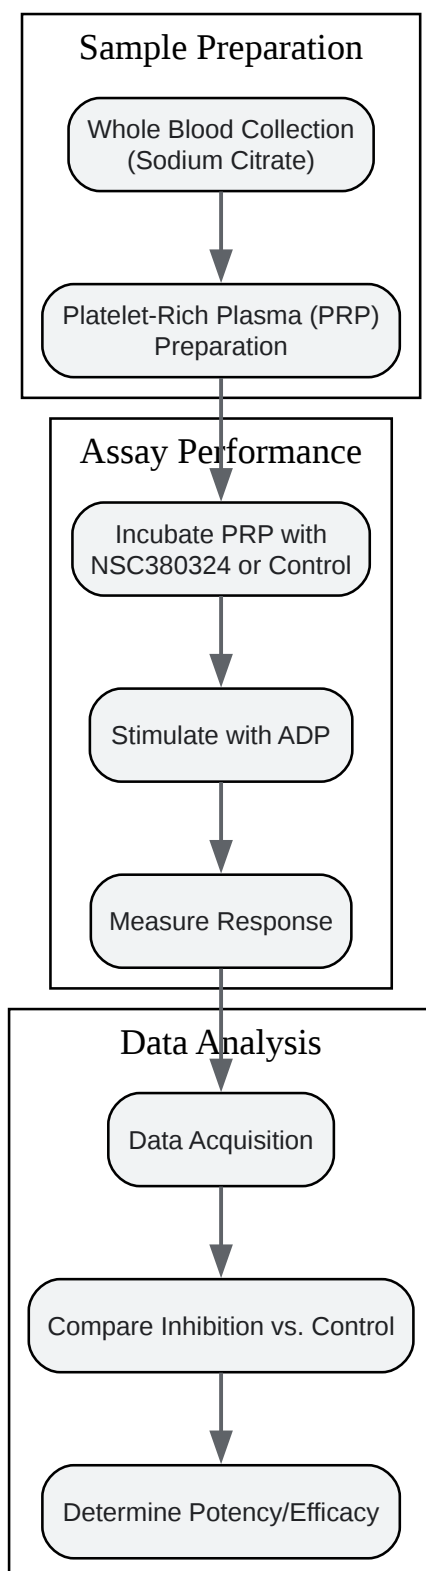 Sample Preparation
Whole Blood Collection
(Sodium Citrate)
Platelet-Rich Plasma (PRP)
Preparation
Assay Performance
Incubate PRP with
NSC380324 or Control
Stimulate with ADP
Measure Response
Data Analysis
Data Acquisition
Compare Inhibition vs. Control
Determine Potency/Efficacy